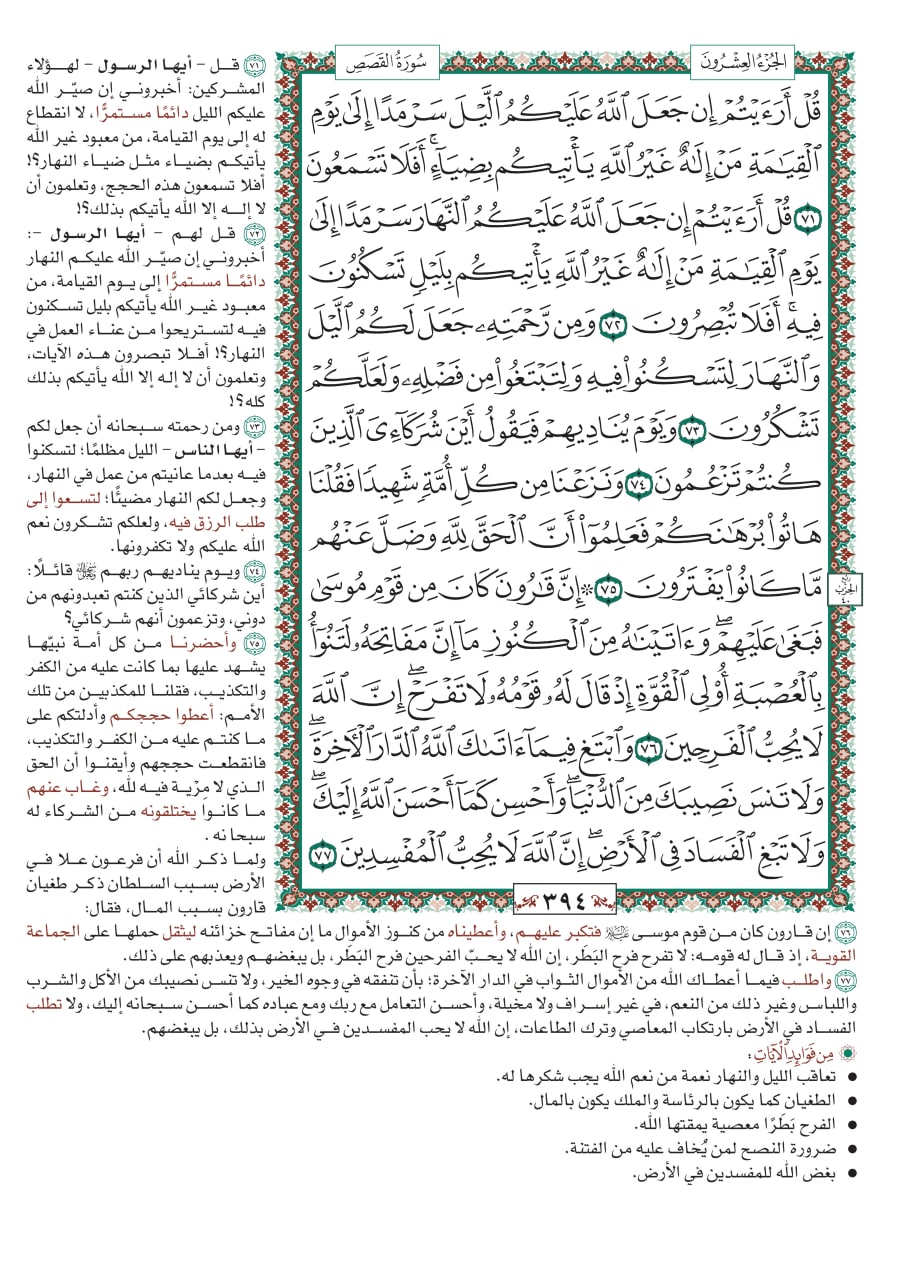 الجُزْءُ العِشْرُونَ
سُورَةُ القَصَصِ
قُلْ أَرَءَيْتُمْ إِن جَعَلَ ٱللَّهُ عَلَيْكُمُ ٱلَّيْلَ سَرْمَدًا إِلَىٰ يَوْمِ
ٱلْقِيَٰمَةِ مَنْ إِلَٰهٌ غَيْرُ ٱللَّهِ يَأْتِيكُم بِضِيَآءٍۚ أَفَلَا تَسْمَعُونَ
٧١ قُلْ أَرَءَيْتُمْ إِن جَعَلَ ٱللَّهُ عَلَيْكُمُ ٱلنَّهَارَ سَرْمَدًا إِلَىٰ
يَوْمِ ٱلْقِيَٰمَةِ مَنْ إِلَٰهٌ غَيْرُ ٱللَّهِ يَأْتِيكُم بِلَيْلٍ تَسْكُنُونَ
فِيهِۚ أَفَلَا تُبْصِرُونَ ٧٢ وَمِن رَّحْمَتِهِۦ جَعَلَ لَكُمُ ٱلَّيْلَ
وَٱلنَّهَارَ لِتَسْكُنُوا۟ فِيهِ وَلِتَبْتَغُوا۟ مِن فَضْلِهِۦ وَلَعَلَّكُمْ
تَشْكُرُونَ ٧٣ وَيَوْمَ يُنَادِيهِمْ فَيَقُولُ أَيْنَ شُرَكَآءِىَ ٱلَّذِينَ
كُنتُمْ تَزْعُمُونَ ٧٤ وَنَزَعْنَا مِن كُلِّ أُمَّةٍ شَهِيدًا فَقُلْنَا
هَاتُوا۟ بُرْهَٰنَكُمْ فَعَلِمُوٓا۟ أَنَّ ٱلْحَقَّ لِلَّهِ وَضَلَّ عَنْهُم
مَّا كَانُوا۟ يَفْتَرُونَ ٧٥ ۞ إِنَّ قَٰرُونَ كَانَ مِن قَوْمِ مُوسَىٰ
فَبَغَىٰ عَلَيْهِمْۖ وَءَاتَيْنَٰهُ مِنَ ٱلْكُنُوزِ مَآ إِنَّ مَفَاتِحَهُۥ لَتَنُوٓأُ
بِٱلْعُصْبَةِ أُو۟لِى ٱلْقُوَّةِ إِذْ قَالَ لَهُۥ قَوْمُهُۥ لَا تَفْرَحْۖ إِنَّ ٱللَّهَ
لَا يُحِبُّ ٱلْفَرِحِينَ ٧٦ وَٱبْتَغِ فِيمَآ ءَاتَىٰكَ ٱللَّهُ ٱلدَّارَ ٱلْءَاخِرَةَۖ
وَلَا تَنسَ نَصِيبَكَ مِنَ ٱلدُّنْيَاۖ وَأَحْسِن كَمَآ أَحْسَنَ ٱللَّهُ إِلَيْكَۖ
وَلَا تَبْغِ ٱلْفَسَادَ فِى ٱلْأَرْضِۖ إِنَّ ٱللَّهَ لَا يُحِبُّ ٱلْمُفْسِدِينَ ٧٧
ربع الحزب ٤٠
٣٩٤
٧١ قل – أيها الرسول – لهؤلاء
المشركين: أخبروني إن صيّر الله
عليكم الليل دائمًا مستمرًّا، لا انقطاع
له إلى يوم القيامة، من معبود غير الله
يأتيكم بضياء مثل ضياء النهار؟!
أفلا تسمعون هذه الحجج، وتعلمون أن
لا إله إلا الله يأتيكم بذلك؟!
٧٢ قل لهم – أيها الرسول –:
أخبروني إن صيّر الله عليكم النهار
دائمًا مستمرًّا إلى يوم القيامة، من
معبود غير الله يأتيكم بليل تسكنون
فيه لتستريحوا من عناء العمل في
النهار؟! أفلا تبصرون هذه الآيات،
وتعلمون أن لا إله إلا الله يأتيكم بذلك
كله؟!
٧٣ ومن رحمته سبحانه أن جعل لكم
– أيها الناس – الليل مظلمًا؛ لتسكنوا
فيه بعدما عانيتم من عمل في النهار،
وجعل لكم النهار مضيئًا؛ لتسعوا إلى
طلب الرزق فيه، ولعلكم تشكرون نعم
الله عليكم ولا تكفرونها.
٧٤ ويوم يناديهم ربهم ﷻ قائلًا:
أين شركائي الذين كنتم تعبدونهم من
دوني، وتزعمون أنهم شركائي؟
٧٥ وأحضرنا من كل أمة نبيّها
يشهد عليها بما كانت عليه من الكفر
والتكذيب، فقلنا للمكذبين من تلك
الأمم: أعطوا حججكم وأدلتكم على
ما كنتم عليه من الكفر والتكذيب،
فانقطعت حججهم وأيقنوا أن الحق
الذي لا مِرْية فيه لله، وغاب عنهم
ما كانوا يختلقونه من الشركاء له
سبحانه .
ولما ذكر الله أن فرعون علا في
الأرض بسبب السلطان ذكر طغيان
قارون بسبب المال، فقال:
٧٦ إن قارون كان من قوم موسى عليه السلام فتكبر عليهم، وأعطيناه من كنوز الأموال ما إن مفاتح خزائنه ليثقل حملها على الجماعة
القوية، إذ قال له قومه: لا تفرح فرح البَطَر، إن الله لا يحبّ الفرحين فرح البَطَر، بل يبغضهم ويعذبهم على ذلك.
٧٧ واطلب فيما أعطاك الله من الأموال الثواب في الدار الآخرة؛ بأن تنفقه في وجوه الخير، ولا تنس نصيبك من الأكل والشرب
واللباس وغير ذلك من النعم، في غير إسراف ولا مخيلة، وأحسن التعامل مع ربك ومع عباده كما أحسن سبحانه إليك، ولا تطلب
الفساد في الأرض بارتكاب المعاصي وترك الطاعات، إن الله لا يحب المفسدين في الأرض بذلك، بل يبغضهم.
مِن فَوَائِدِ الْآيَاتِ:
• تعاقب الليل والنهار نعمة من نعم الله يجب شكرها له.
• الطغيان كما يكون بالرئاسة والملك يكون بالمال.
• الفرح بَطَرًا معصية يمقتها الله.
• ضرورة النصح لمن يُخاف عليه من الفتنة.
• بغض الله للمفسدين في الأرض.